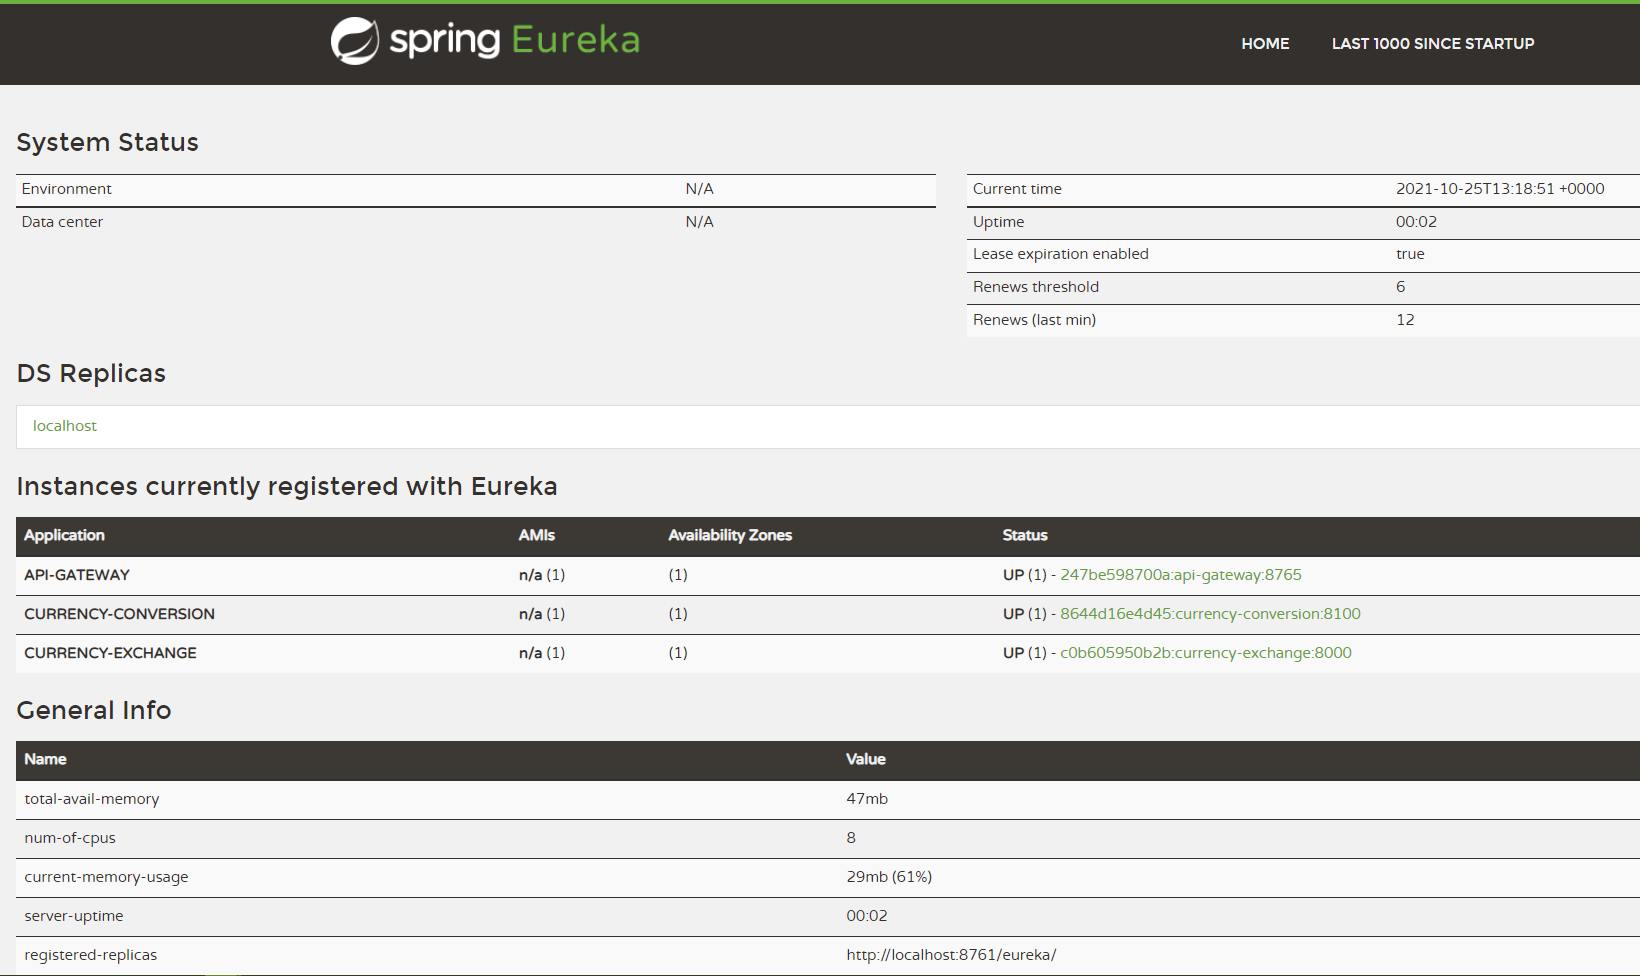 spring Eureka
HOME LAST 1000 SINCE STARTUP
System Status
Environment N/A
Data center N/A
Current time 2021-10-25T13:18:51 +0000
Uptime 00:02
Lease expiration enabled true
Renews threshold 6
Renews (last min) 12
DS Replicas
localhost
Instances currently registered with Eureka
Application AMIs Availability Zones Status
API-GATEWAY n/a (1) (1) UP (1) - 247be598700a:api-gateway:8765
CURRENCY-CONVERSION n/a (1) (1) UP (1) - 8644d16e4d45:currency-conversion:8100
CURRENCY-EXCHANGE n/a (1) (1) UP (1) - c0b605950b2b:currency-exchange:8000
General Info
Name Value
total-avail-memory 47mb
num-of-cpus 8
current-memory-usage 29mb (61%)
server-uptime 00:02
registered-replicas http://localhost:8761/eureka/